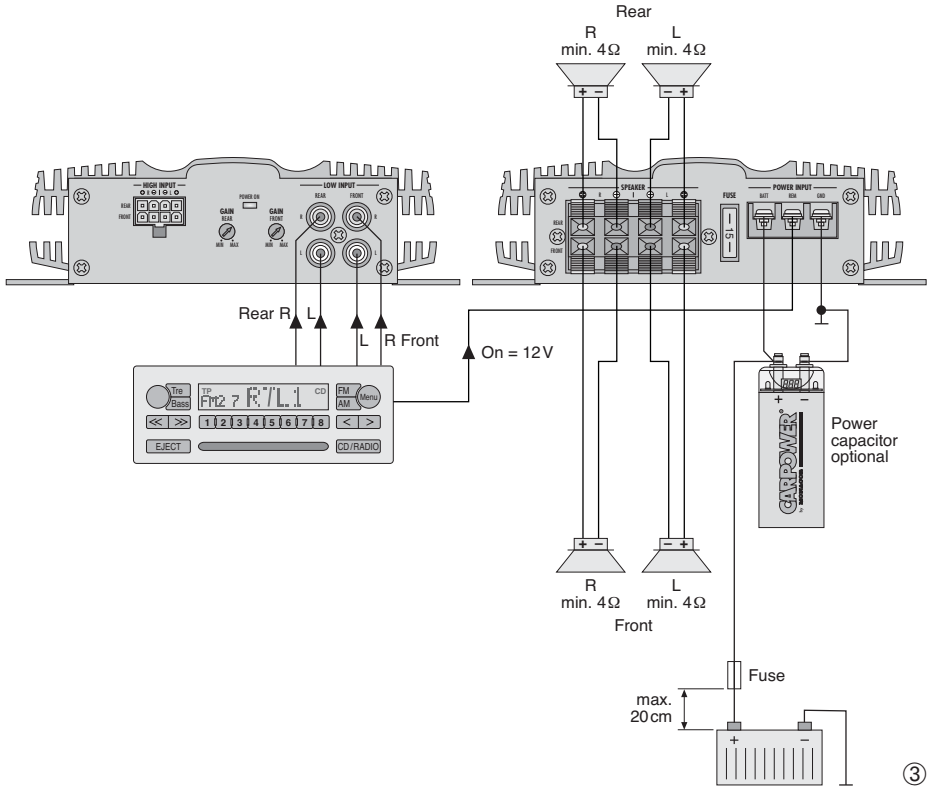 Rear
R
min. 4Ω
L
min. 4Ω
+ −
− +
HIGH INPUT
R L
REAR
FRONT
POWER ON
GAIN
REAR
MIN MAX
GAIN
FRONT
MIN MAX
LOW INPUT
REAR FRONT
R R
L L
SPEAKER
R L
REAR
FRONT
FUSE
15
POWER INPUT
BATT REM GND
Rear R L L R Front
On = 12 V
Tre
Bass
TP
FM2 7 R.7/L.1
CD
FM
AM
Menu
<< >>
1 2 3 4 5 6 7 8
< >
EJECT
CD/RADIO
+ −
CARPOWER
Power
capacitor
optional
+ −
− +
R
min. 4Ω
L
min. 4Ω
Front
Fuse
max.
20 cm
+ −
③